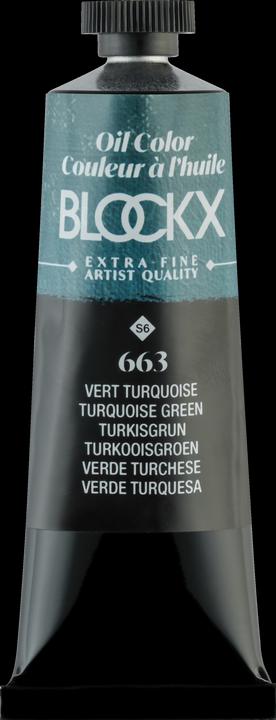 Oil Color
Couleur à l'huile
BLOCKX
EXTRA-FINE
ARTIST QUALITY
S6
663
VERT TURQUOISE
TURQUOISE GREEN
TURKISGRUN
TURKOOISGROEN
VERDE TURCHESE
VERDE TURQUESA